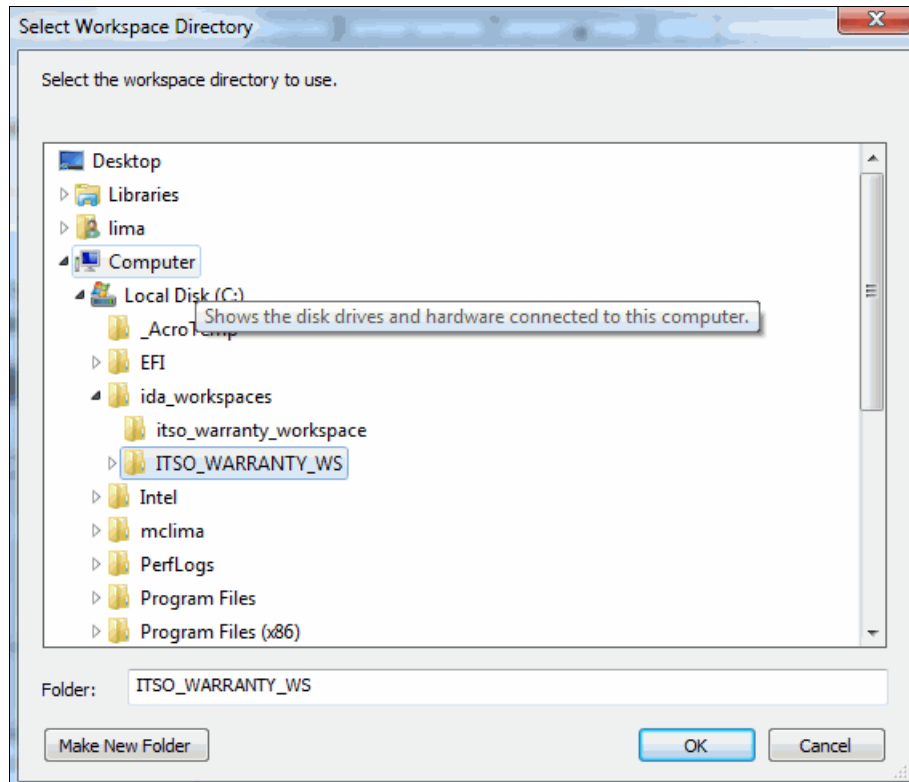 Select Workspace Directory
Select the workspace directory to use.
Desktop
Libraries
lima
Computer
Local Disk (C:)
Shows the disk drives and hardware connected to this computer.
_AcroTemp
EFI
ida_workspaces
itso_warranty_workspace
ITSO_WARRANTY_WS
Intel
mclima
PerfLogs
Program Files
Program Files (x86)
Folder: ITSO_WARRANTY_WS
Make New Folder OK Cancel